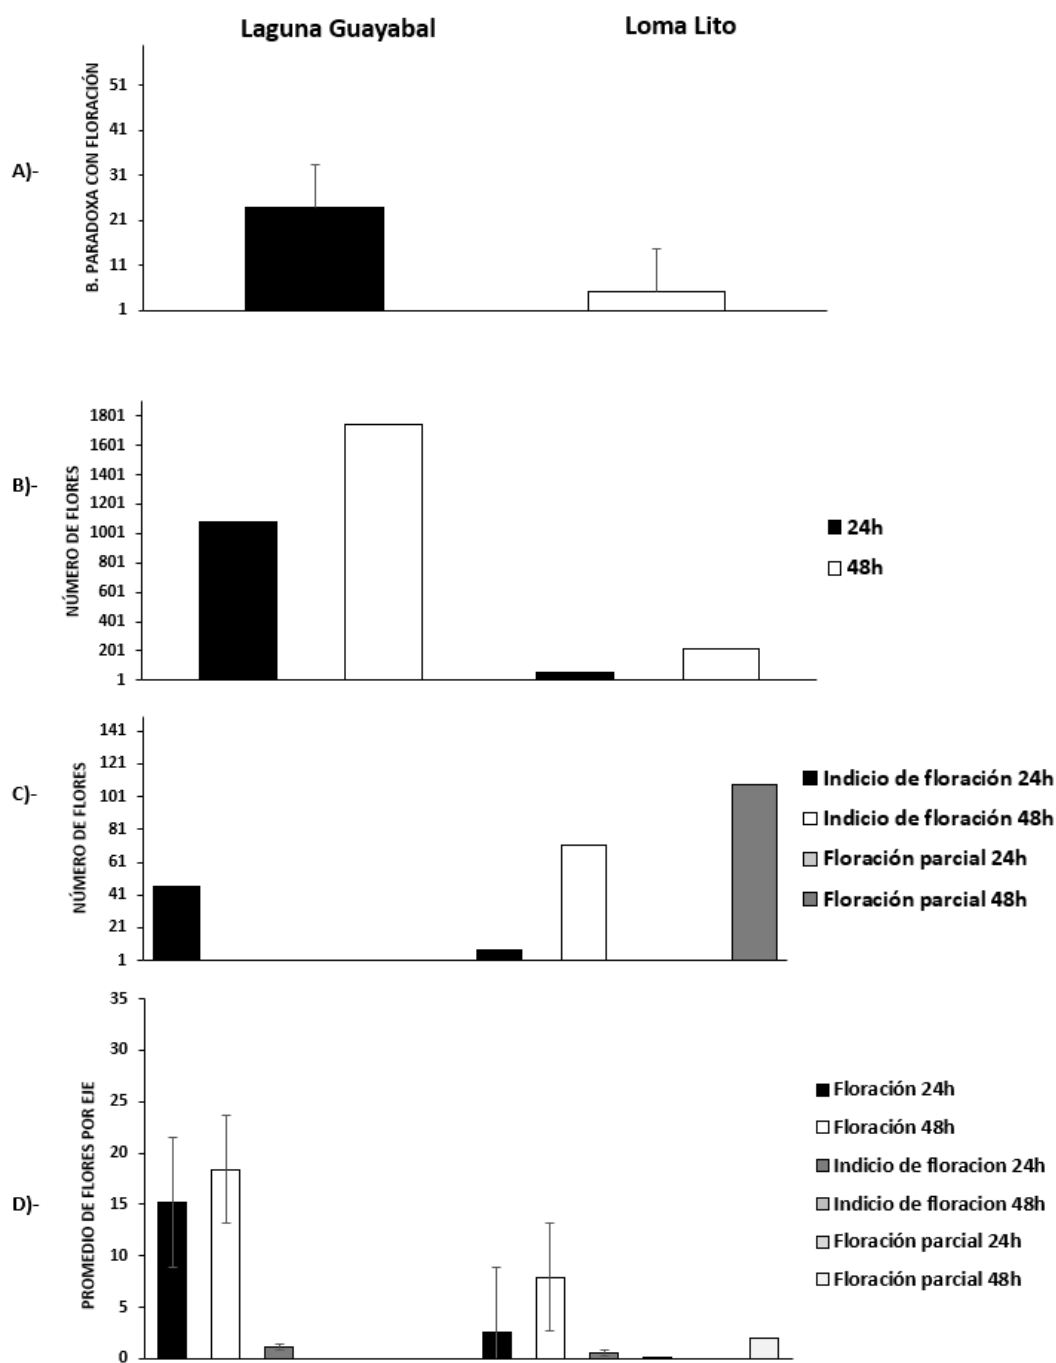 Laguna Guayabal
Loma Lito
A)-
B. PARADOXA CON FLORACIÓN
51
41
31
21
11
1
B)-
NÚMERO DE FLORES
1801
1601
1401
1201
1001
801
601
401
201
1
24h
48h
C)-
NÚMERO DE FLORES
141
121
101
81
61
41
21
1
Indicio de floración 24h
Indicio de floración 48h
Floración parcial 24h
Floración parcial 48h
D)-
PROMEDIO DE FLORES POR EJE
35
30
25
20
15
10
5
0
Floración 24h
Floración 48h
Indicio de floracion 24h
Indicio de floracion 48h
Floración parcial 24h
Floración parcial 48h